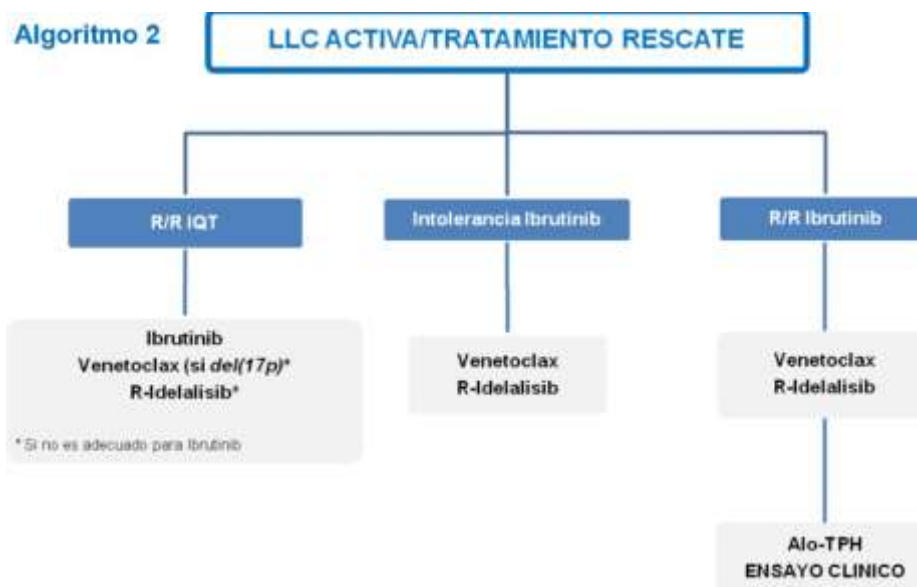 Algoritmo 2
LLC ACTIVA/TRATAMIENTO RESCATE
R/R IQT
Intolerancia Ibrutinib
R/R Ibrutinib
Ibrutinib
Venetoclax (si del(17p)*
R-Idelalisib*
* Si no es adecuado para Ibrutinib
Venetoclax
R-Idelalisib
Venetoclax
R-Idelalisib
Alo-TPH
ENSAYO CLINICO